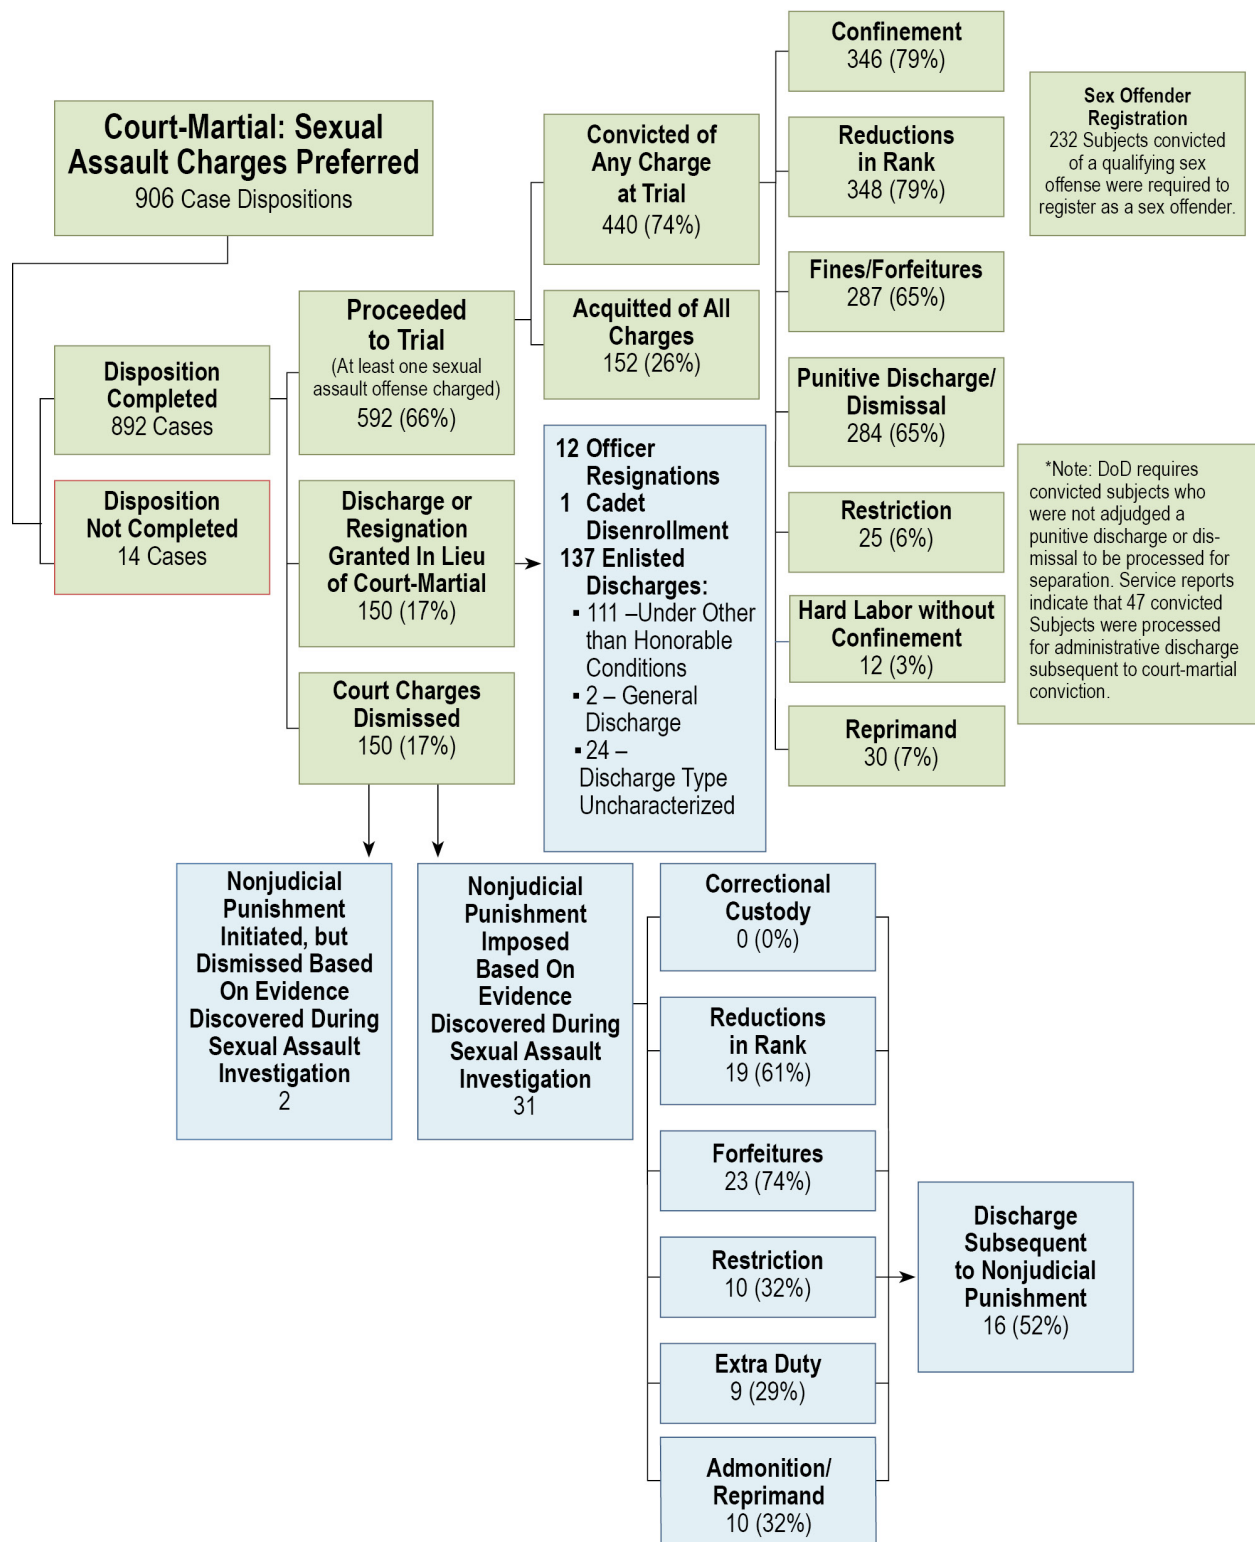 Court-Martial: Sexual
Assault Charges Preferred
906 Case Dispositions
Disposition
Completed
892 Cases
Disposition
Not Completed
14 Cases
Proceeded
to Trial
(At least one sexual
assault offense charged)
592 (66%)
Discharge or
Resignation
Granted In Lieu
of Court-Martial
150 (17%)
Court Charges
Dismissed
150 (17%)
Convicted of
Any Charge
at Trial
440 (74%)
Acquitted of All
Charges
152 (26%)
12 Officer
Resignations
1 Cadet
Disenrollment
137 Enlisted
Discharges:
▪ 111 –Under Other
than Honorable
Conditions
▪ 2 – General
Discharge
▪ 24 –
Discharge Type
Uncharacterized
Confinement
346 (79%)
Reductions
in Rank
348 (79%)
Fines/Forfeitures
287 (65%)
Punitive Discharge/
Dismissal
284 (65%)
Restriction
25 (6%)
Hard Labor without
Confinement
12 (3%)
Reprimand
30 (7%)
Sex Offender
Registration
232 Subjects convicted
of a qualifying sex
offense were required to
register as a sex offender.
*Note: DoD requires
convicted subjects who
were not adjudged a
punitive discharge or dis-
missal to be processed for
separation. Service reports
indicate that 47 convicted
Subjects were processed
for administrative discharge
subsequent to court-martial
conviction.
Nonjudicial
Punishment
Initiated, but
Dismissed Based
On Evidence
Discovered During
Sexual Assault
Investigation
2
Nonjudicial
Punishment
Imposed
Based On
Evidence
Discovered During
Sexual Assault
Investigation
31
Correctional
Custody
0 (0%)
Reductions
in Rank
19 (61%)
Forfeitures
23 (74%)
Restriction
10 (32%)
Extra Duty
9 (29%)
Admonition/
Reprimand
10 (32%)
Discharge
Subsequent
to Nonjudicial
Punishment
16 (52%)